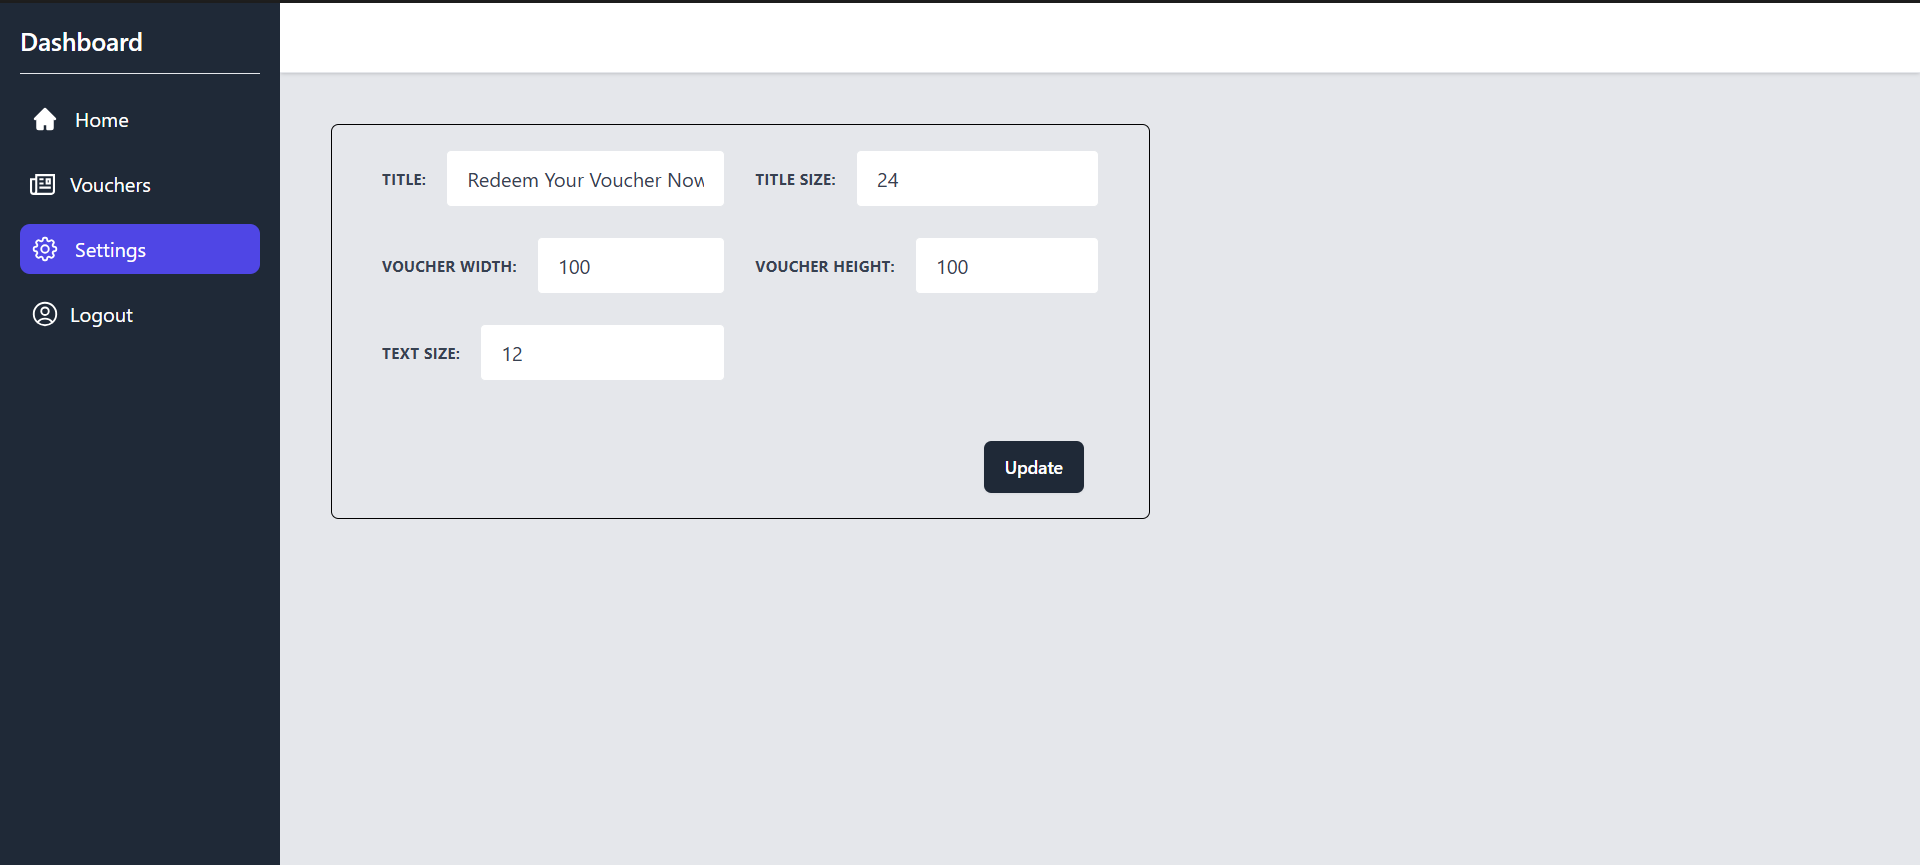 Dashboard
Home
Vouchers
Settings
Logout
TITLE: Redeem Your Voucher Now TITLE SIZE: 24
VOUCHER WIDTH: 100 VOUCHER HEIGHT: 100
TEXT SIZE: 12
Update